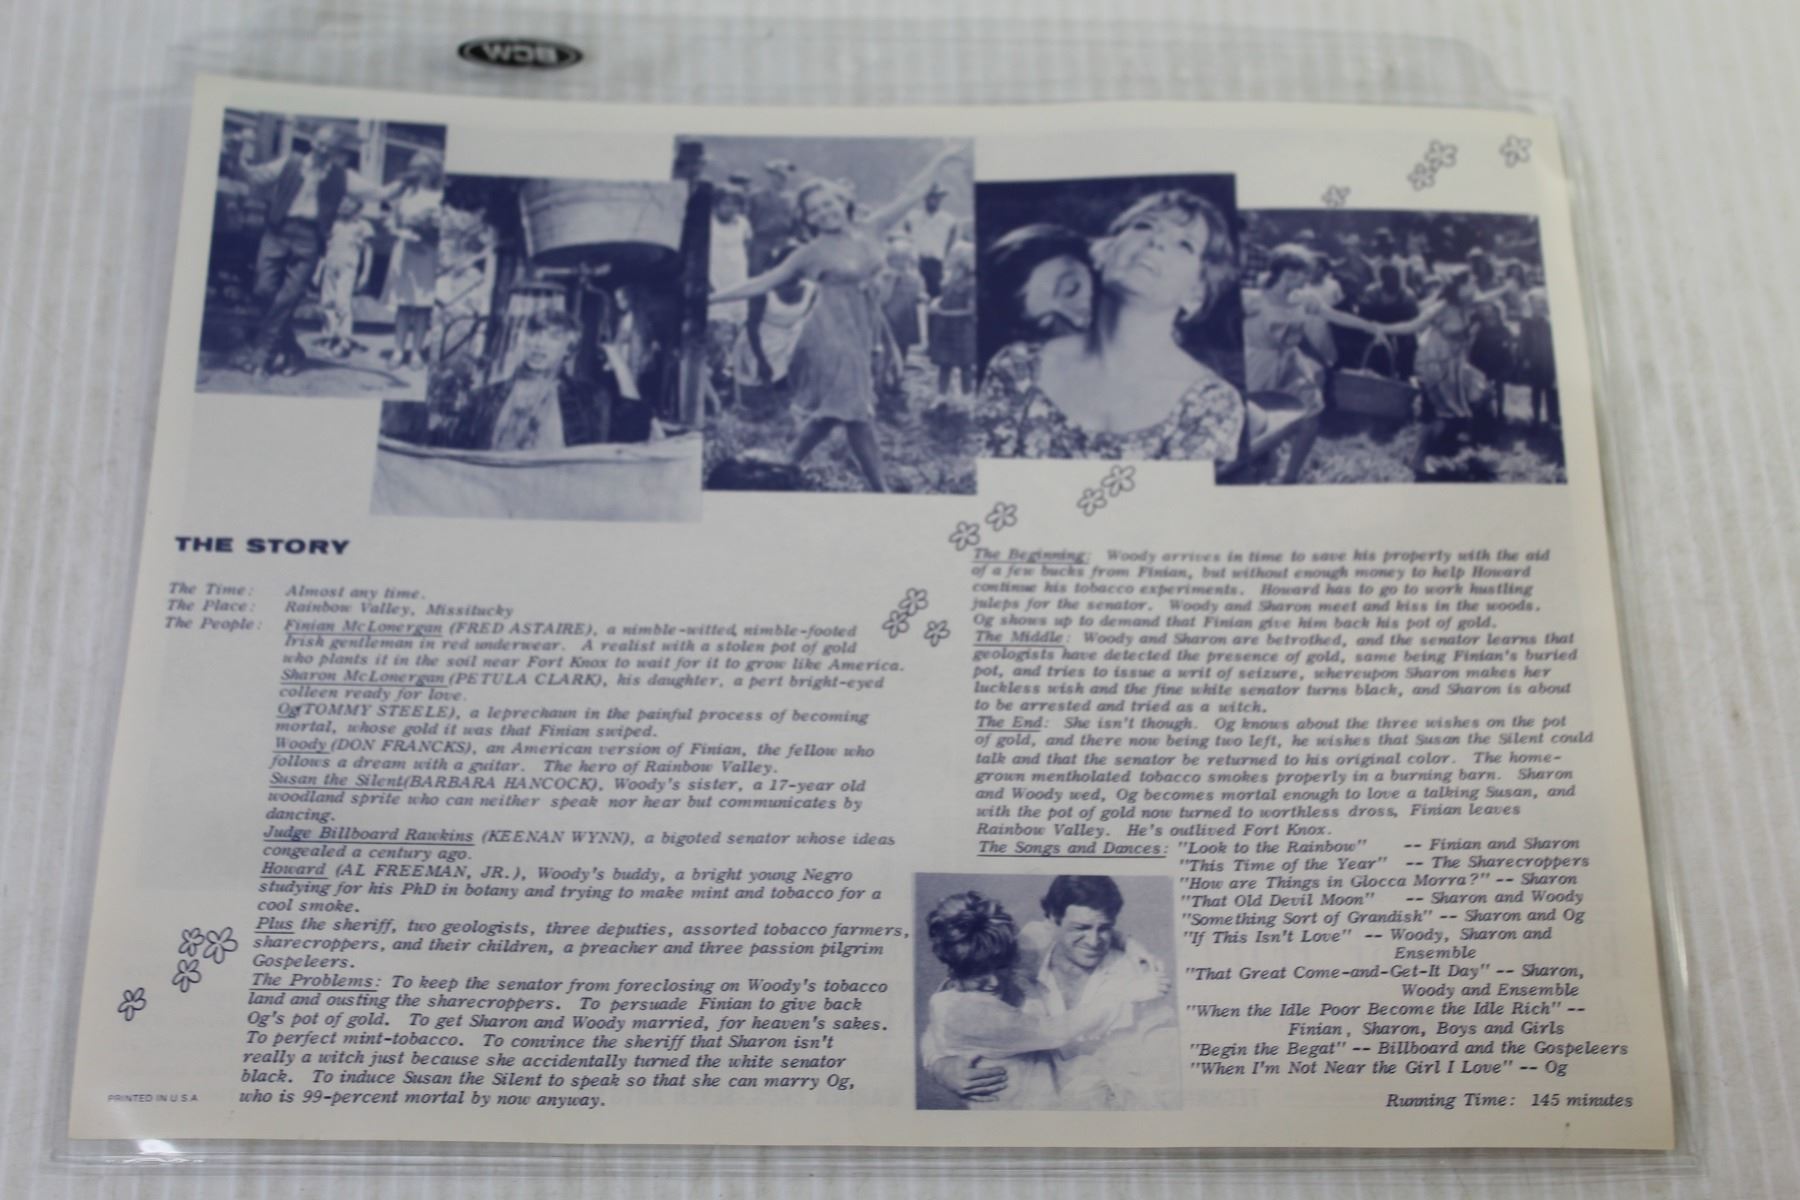 BCW
THE STORY
The Time: Almost any time.
The Place: Rainbow Valley, Missitucky
The People: Finian McLonergan (FRED ASTAIRE), a nimble-witted, nimble-footed
Irish gentleman in red underwear. A realist with a stolen pot of gold
who plants it in the soil near Fort Knox to wait for it to grow like America.
Sharon McLonergan (PETULA CLARK), his daughter, a pert bright-eyed
colleen ready for love.
Og(TOMMY STEELE), a leprechaun in the painful process of becoming
mortal, whose gold it was that Finian swiped.
Woody (DON FRANCKS), an American version of Finian, the fellow who
follows a dream with a guitar. The hero of Rainbow Valley.
Susan the Silent(BARBARA HANCOCK), Woody's sister, a 17-year old
woodland sprite who can neither speak nor hear but communicates by
dancing.
Judge Billboard Rawkins (KEENAN WYNN), a bigoted senator whose ideas
congealed a century ago.
Howard (AL FREEMAN, JR.), Woody's buddy, a bright young Negro
studying for his PhD in botany and trying to make mint and tobacco for a
cool smoke.
Plus the sheriff, two geologists, three deputies, assorted tobacco farmers,
sharecroppers, and their children, a preacher and three passion pilgrim
Gospeleers.
The Problems: To keep the senator from foreclosing on Woody's tobacco
land and ousting the sharecroppers. To persuade Finian to give back
Og's pot of gold. To get Sharon and Woody married, for heaven's sakes.
To perfect mint-tobacco. To convince the sheriff that Sharon isn't
really a witch just because she accidentally turned the white senator
black. To induce Susan the Silent to speak so that she can marry Og,
who is 99-percent mortal by now anyway.
PRINTED IN U.S.A.
The Beginning: Woody arrives in time to save his property with the aid
of a few bucks from Finian, but without enough money to help Howard
continue his tobacco experiments. Howard has to go to work hustling
juleps for the senator. Woody and Sharon meet and kiss in the woods.
Og shows up to demand that Finian give him back his pot of gold.
The Middle: Woody and Sharon are betrothed, and the senator learns that
geologists have detected the presence of gold, same being Finian's buried
pot, and tries to issue a writ of seizure, whereupon Sharon makes her
luckless wish and the fine white senator turns black, and Sharon is about
to be arrested and tried as a witch.
The End: She isn't though. Og knows about the three wishes on the pot
of gold, and there now being two left, he wishes that Susan the Silent could
talk and that the senator be returned to his original color. The home-
grown mentholated tobacco smokes properly in a burning barn. Sharon
and Woody wed, Og becomes mortal enough to love a talking Susan, and
with the pot of gold now turned to worthless dross, Finian leaves
Rainbow Valley. He's outlived Fort Knox.
The Songs and Dances: "Look to the Rainbow" -- Finian and Sharon
"This Time of the Year" -- The Sharecroppers
"How are Things in Glocca Morra?" -- Sharon
"That Old Devil Moon" -- Sharon and Woody
"Something Sort of Grandish" -- Sharon and Og
"If This Isn't Love" -- Woody, Sharon and
Ensemble
"That Great Come-and-Get-It Day" -- Sharon,
Woody and Ensemble
"When the Idle Poor Become the Idle Rich" --
Finian, Sharon, Boys and Girls
"Begin the Begat" -- Billboard and the Gospeleers
"When I'm Not Near the Girl I Love" -- Og
Running Time: 145 minutes